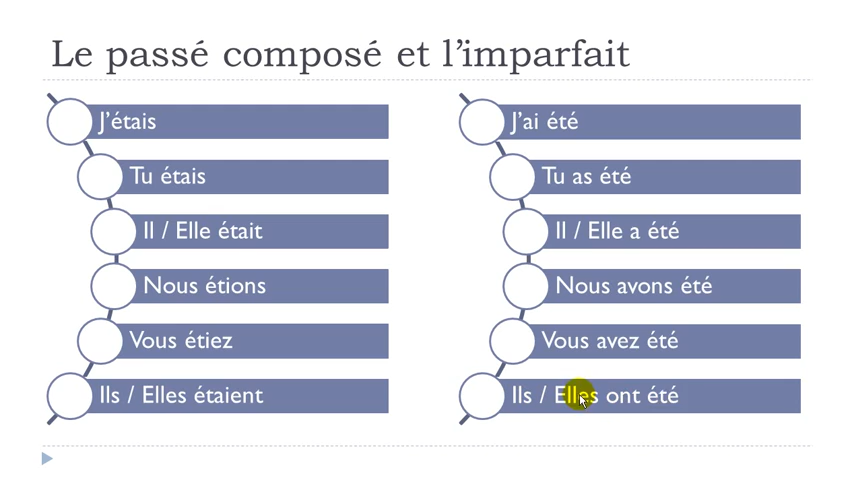 Le passé composé et l’imparfait
J’étais
Tu étais
Il / Elle était
Nous étions
Vous étiez
Ils / Elles étaient
J’ai été
Tu as été
Il / Elle a été
Nous avons été
Vous avez été
Ils / Elles ont été